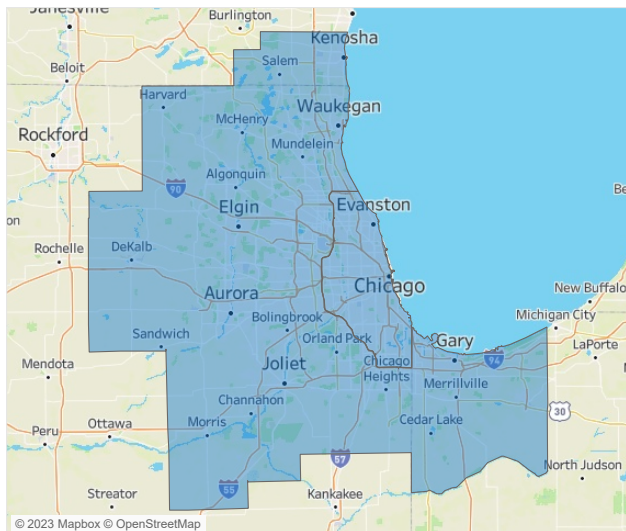 Janesville
Burlington
Kenosha
Beloit
Salem
Harvard
Waukegan
McHenry
Rockford
Mundelein
Algonquin
90
Elgin
Evanston
Rochelle
DeKalb
Chicago
New Buffalo
Aurora
Michigan City
Bolingbrook
Sandwich
Orland Park
Gary
94
LaPorte
Mendota
Joliet
Chicago
Heights
Merrillville
Channahon
30
Ottawa
Morris
Cedar Lake
Peru
57
North Judson
55
Streator
Kankakee
© 2023 Mapbox © OpenStreetMap